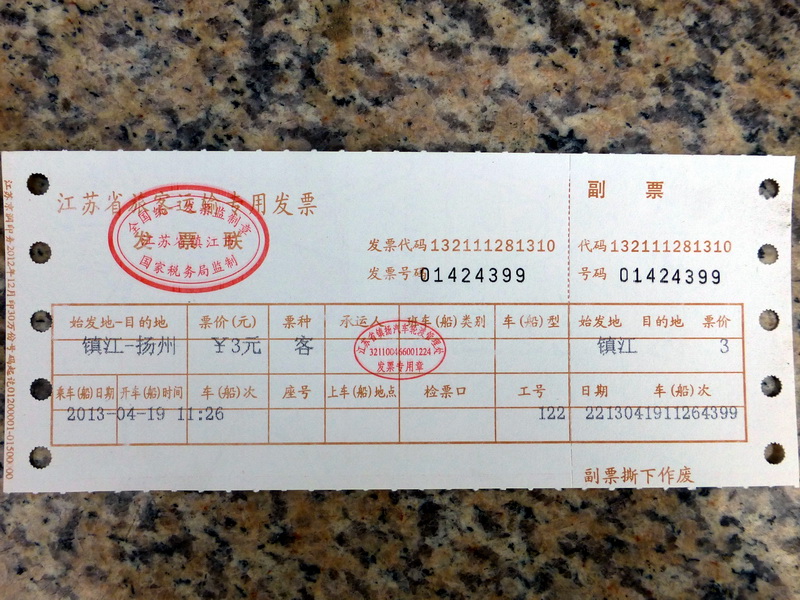 江苏省旅客运输专用发票
全国统一发票监制章
江苏省镇江市
国家税务局监制
发票联
副 票
发票代码132111281310
代码132111281310
发票号码01424399
号码 01424399
始发地-目的地 票价(元) 票种 承运人 班车(船)类别 车(船)型 始发地 目的地 票价
镇江-扬州 ¥3元 客 镇江 3
321100466001224
发票专用章
乘车(船)日期 开车(船)时间 车(船)次 座号 上车(船)地点 检票口 工号 日期 车(船)次
2013-04-19 11:26 122 2213041911264399
副票撕下作废